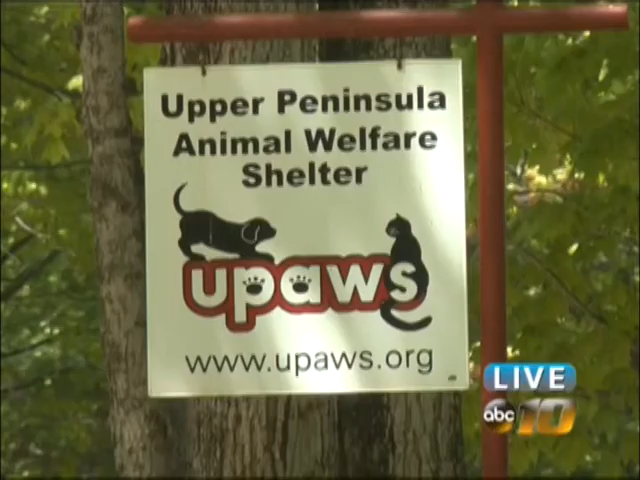 Upper Peninsula
Animal Welfare
Shelter
upaws
www.upaws.org
LIVE
abc 10